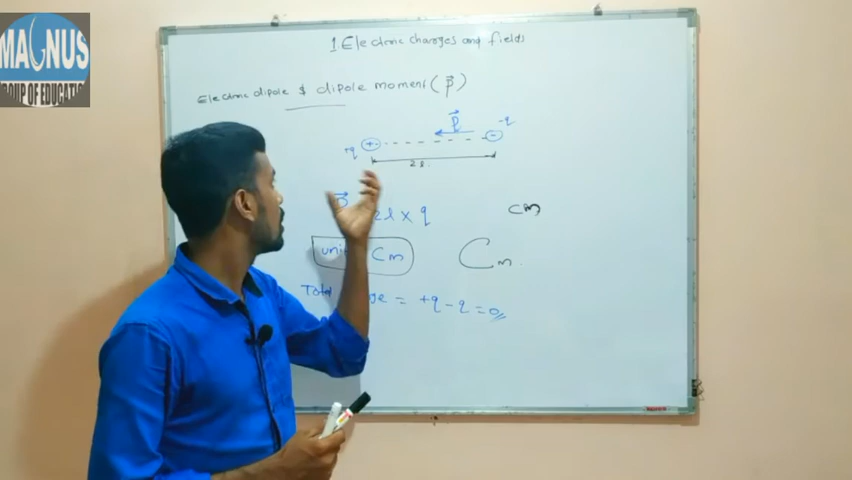 MAGNUS
GROUP OF EDUCATION
1 Electric charges and fields
Electric dipole & dipole moment (p⃗)
p⃗
-q
+q
+
-
2l
p⃗ 2l × q
cm
unit Cm
Cm
Total = +q - q = 0